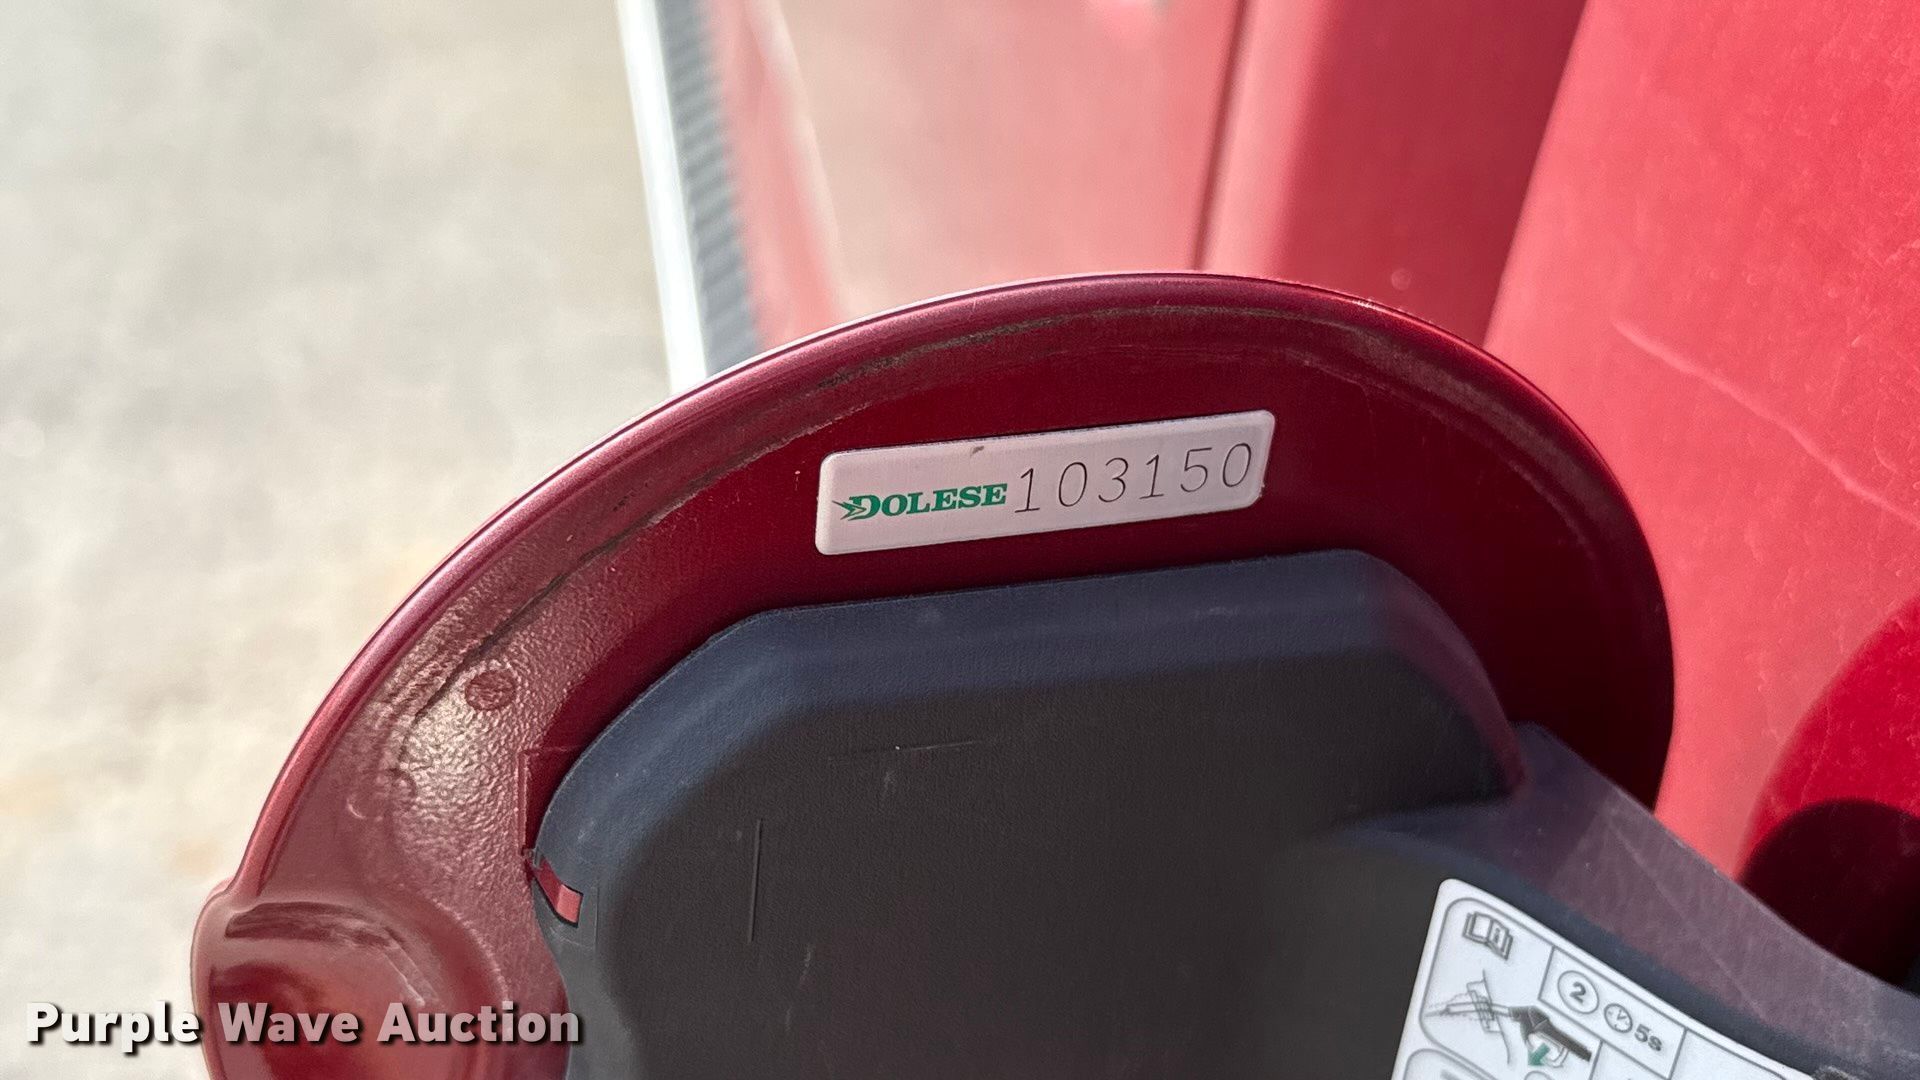 DOLESE 103150
2 5s
Purple Wave Auction